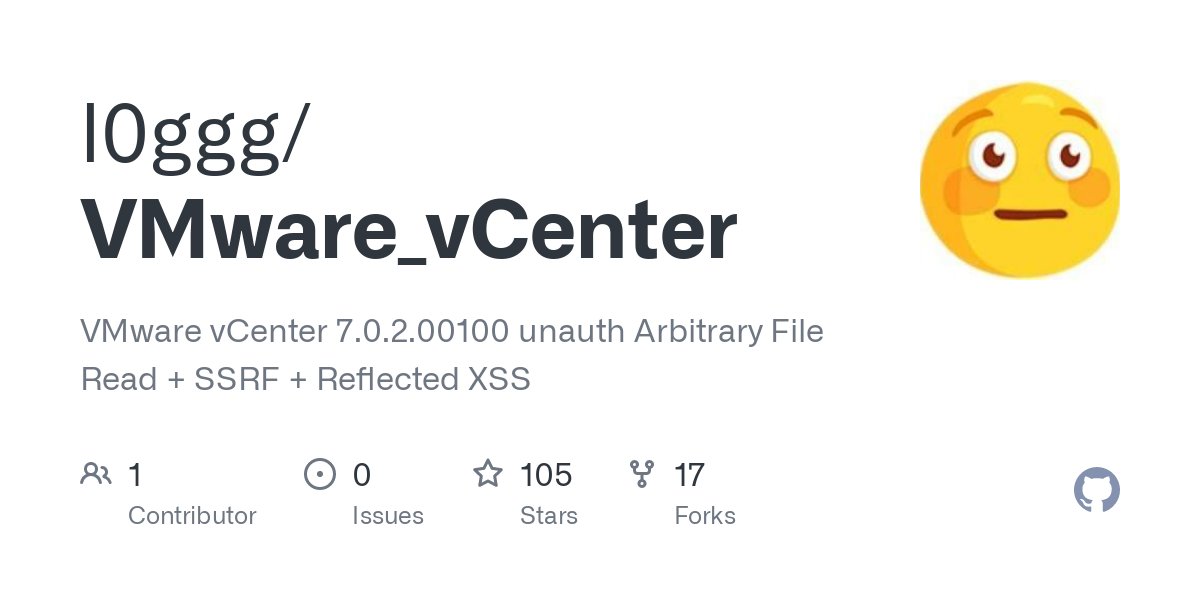 l0ggg/
VMware_vCenter
VMware vCenter 7.0.2.00100 unauth Arbitrary File
Read + SSRF + Reflected XSS
1 0 105 17
Contributor Issues Stars Forks